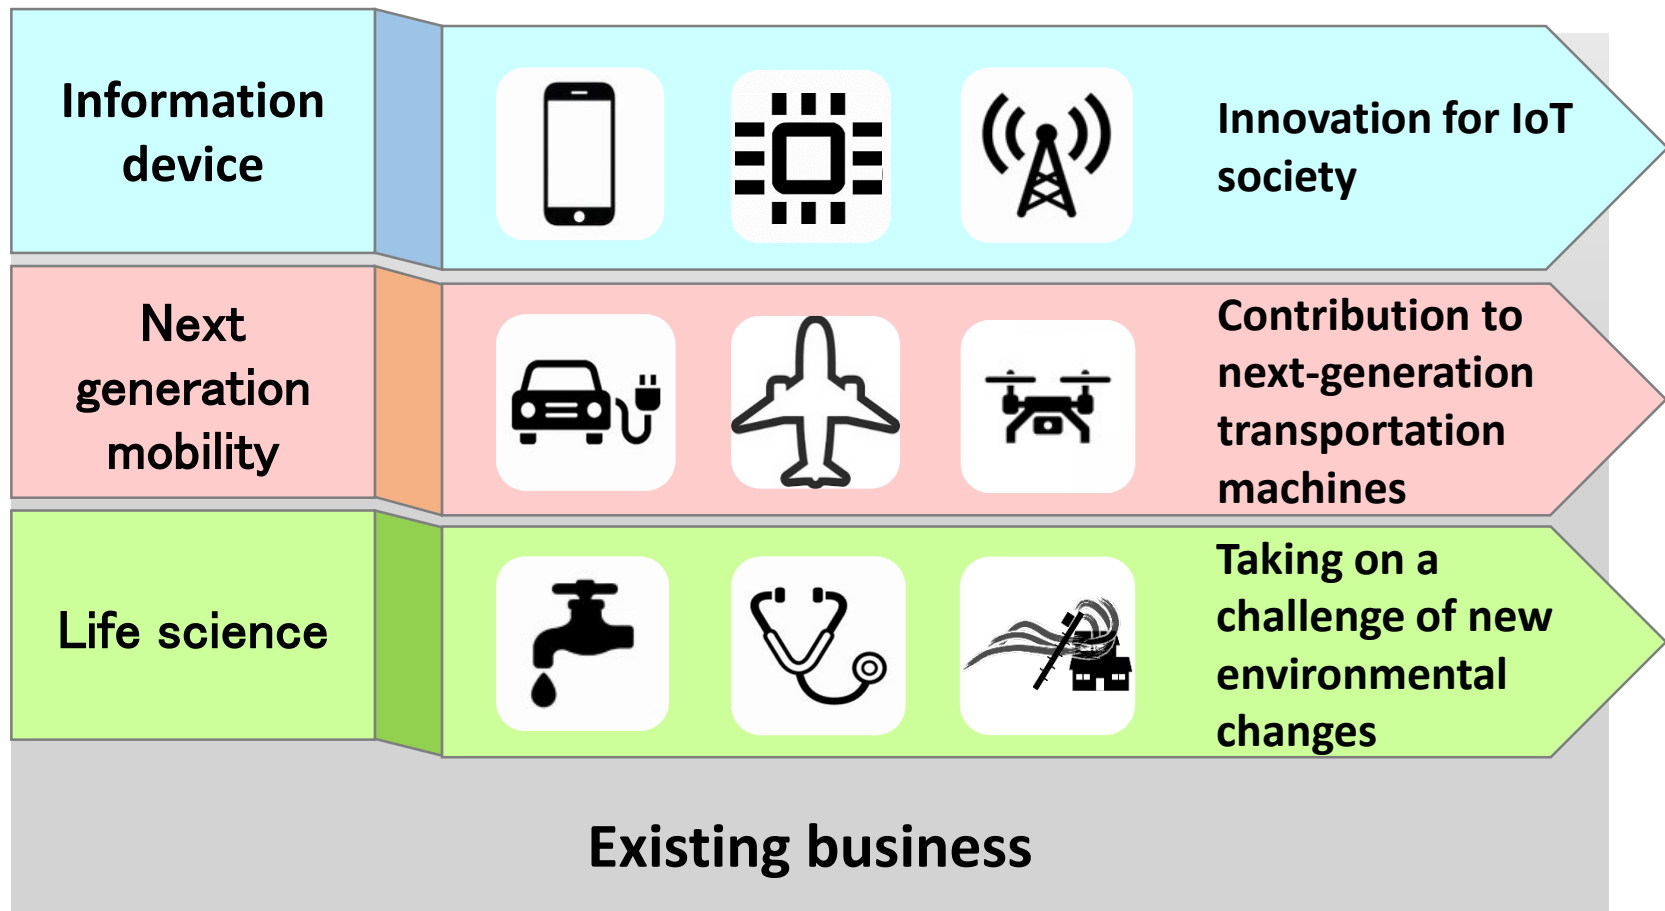 Information
device
Innovation for IoT
society
Next
generation
mobility
Contribution to
next-generation
transportation
machines
Life science
Taking on a
challenge of new
environmental
changes
Existing business